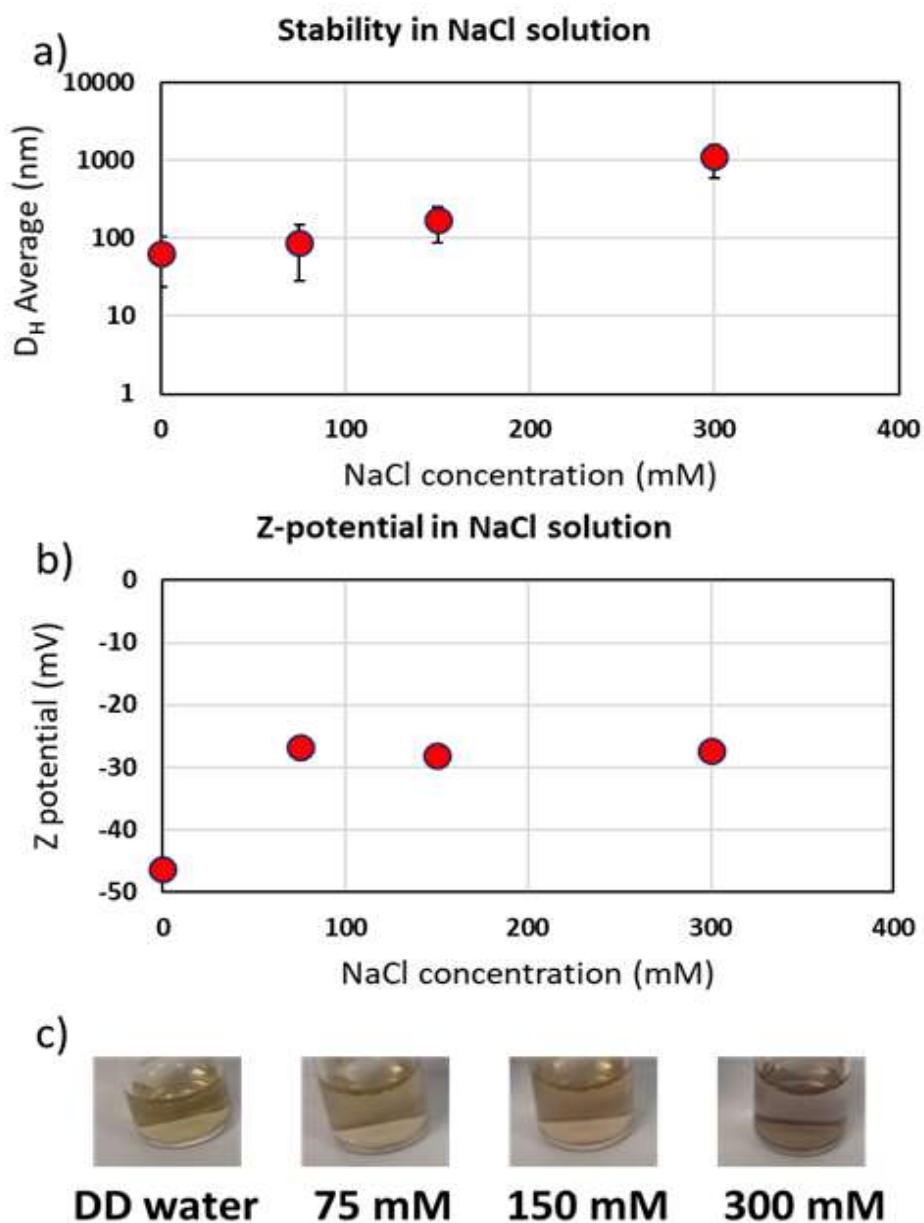 Stability in NaCl solution
a)
10000
1000
100
10
1
D_H Average (nm)
0 100 200 300 400
NaCl concentration (mM)
Z-potential in NaCl solution
b)
0
-10
-20
-30
-40
-50
Z potential (mV)
0 100 200 300 400
NaCl concentration (mM)
c)
DD water 75 mM 150 mM 300 mM